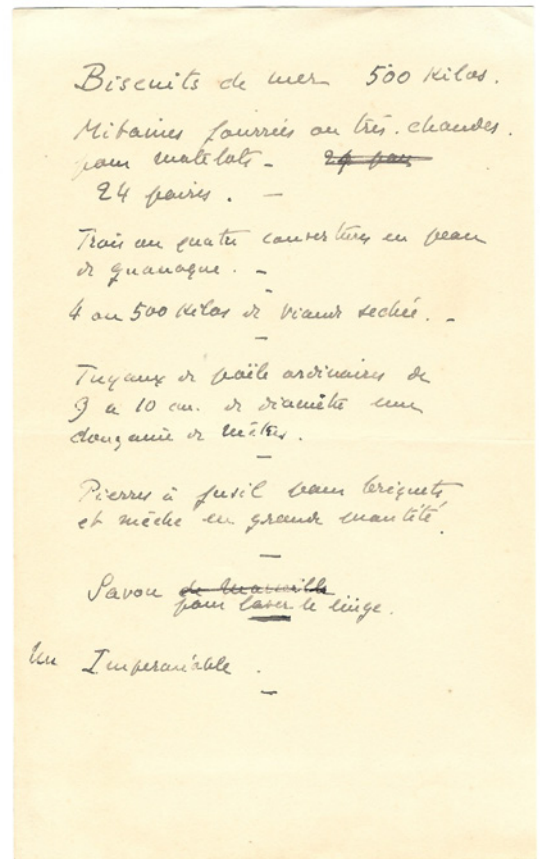 Biscuits de mer 500 Kilos.
Mitaines fourrées ou très. chaudes.
pour matelots - 24 pair
24 paires. -
Trois ou quatre couvertures en peau
de guanaque. -
4 ou 500 Kilos de viande sechée. -
Tuyaux de poële ordinaires de
9 a 10 cm. de diamètre une
douzaine de mètres.
Pierres à fusil pour briquets
et mèche en grande quantité.
Savon de Marseille
pour laver le linge.
Un Imperméable.